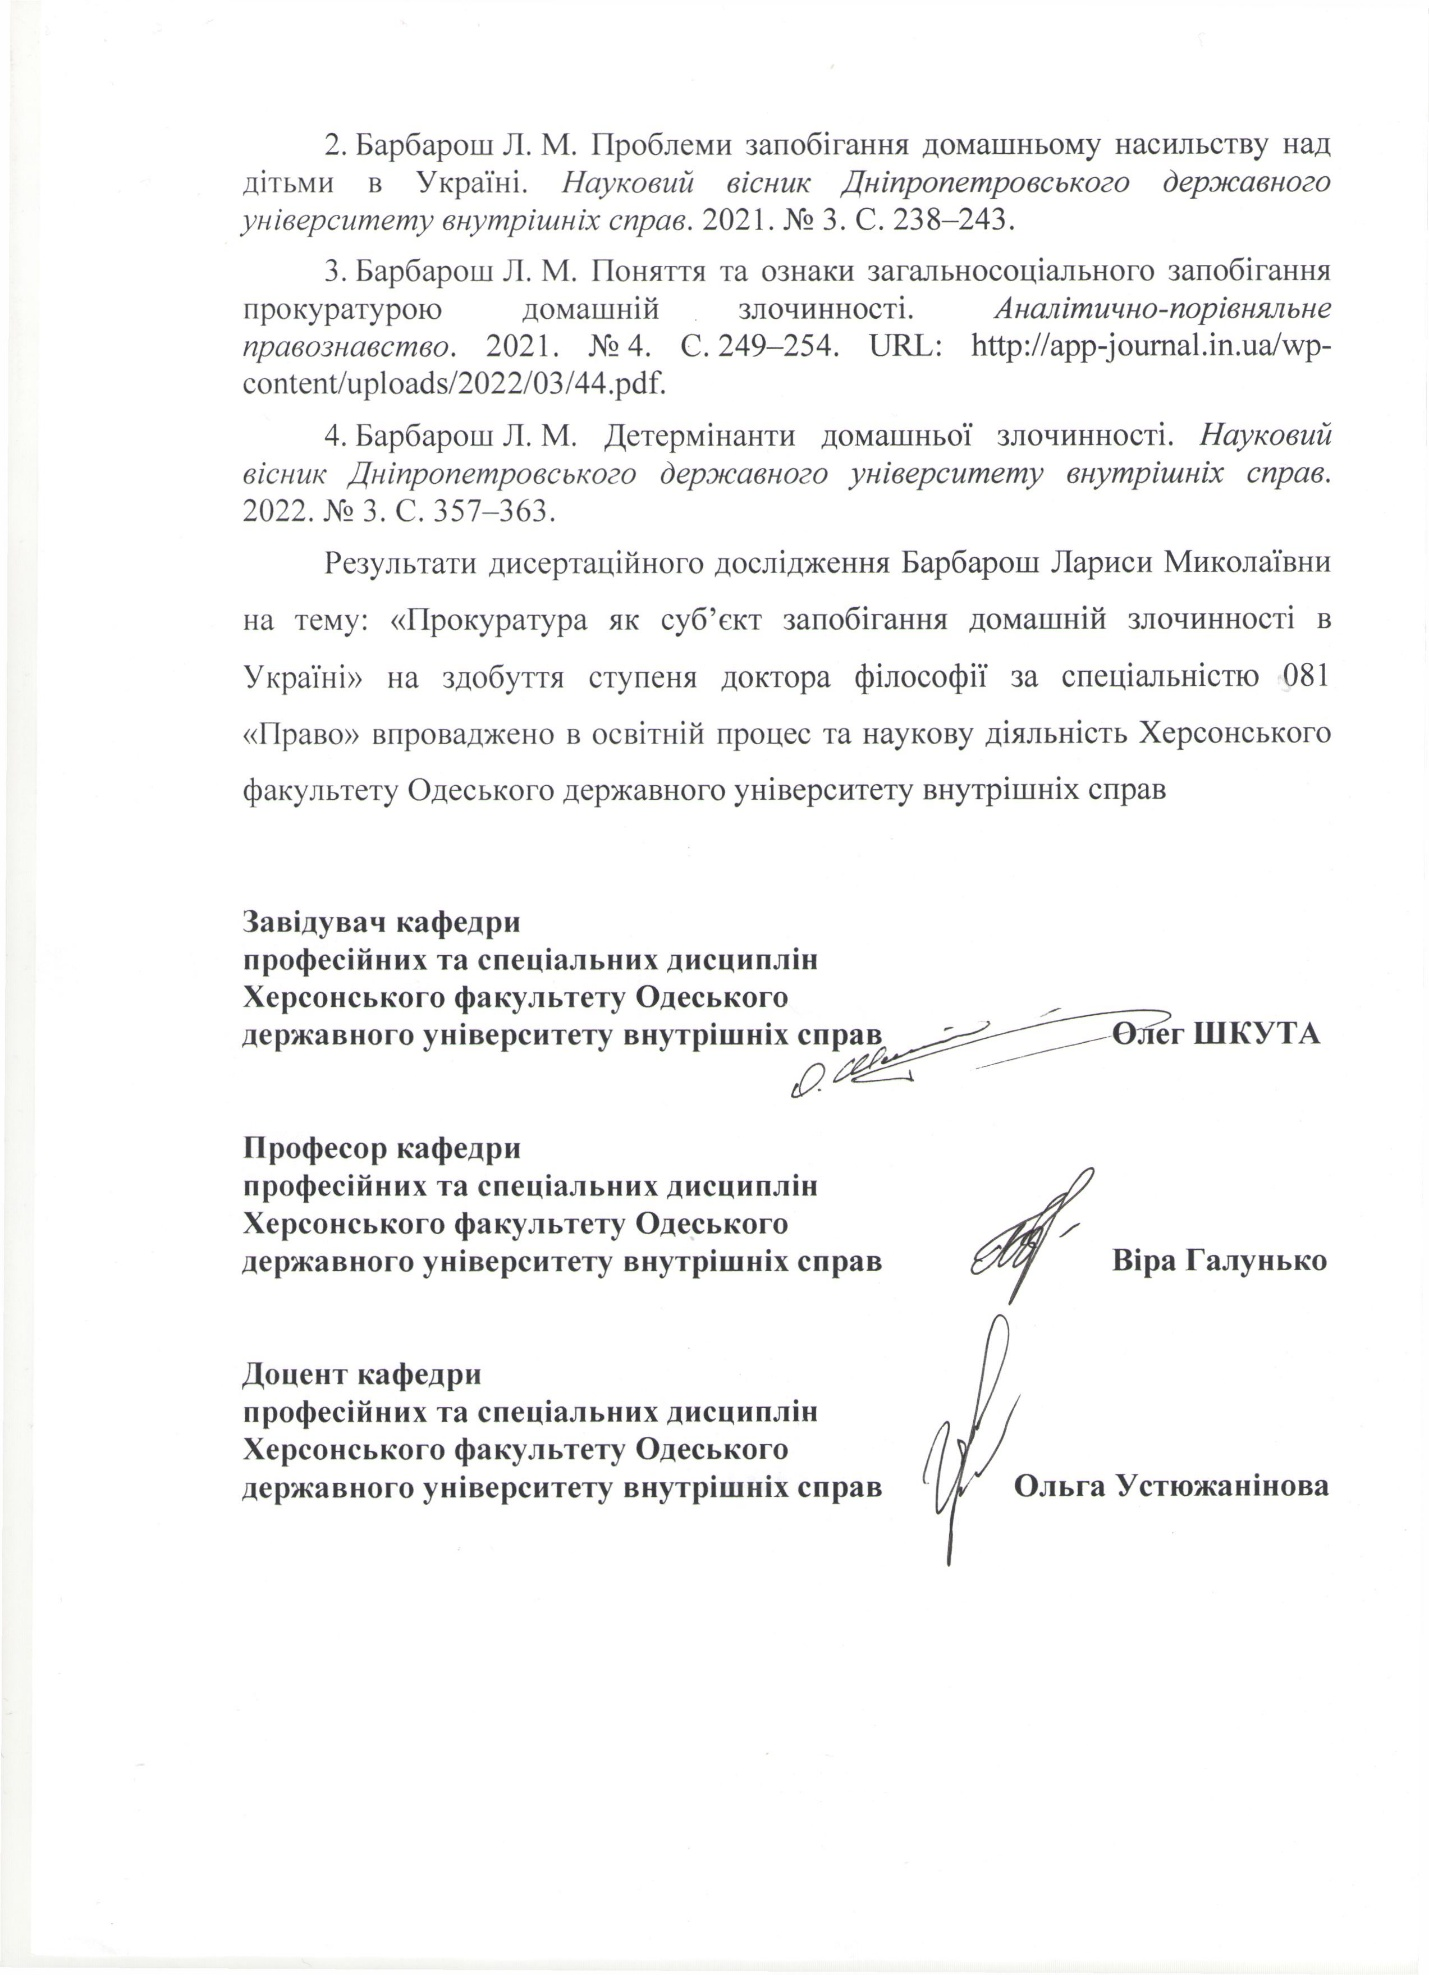 2. Барбарош Л. М. Проблеми запобігання домашньому насильству над
дітьми в Україні. Науковий вісник Дніпропетровського державного
університету внутрішніх справ. 2021. № 3. С. 238–243.
3. Барбарош Л. М. Поняття та ознаки загальносоціального запобігання
прокуратурою домашній злочинності. Аналітично-порівняльне
правознавство. 2021. № 4. С. 249–254. URL: http://app-journal.in.ua/wp-
content/uploads/2022/03/44.pdf.
4. Барбарош Л. М. Детермінанти домашньої злочинності. Науковий
вісник Дніпропетровського державного університету внутрішніх справ.
2022. № 3. С. 357–363.
Результати дисертаційного дослідження Барбарош Лариси Миколаївни
на тему: «Прокуратура як суб’єкт запобігання домашній злочинності в
Україні» на здобуття ступеня доктора філософії за спеціальністю 081
«Право» впроваджено в освітній процес та наукову діяльність Херсонського
факультету Одеського державного університету внутрішніх справ
Завідувач кафедри
професійних та спеціальних дисциплін
Херсонського факультету Одеського
державного університету внутрішніх справ Олег ШКУТА
Професор кафедри
професійних та спеціальних дисциплін
Херсонського факультету Одеського
державного університету внутрішніх справ Віра Галунько
Доцент кафедри
професійних та спеціальних дисциплін
Херсонського факультету Одеського
державного університету внутрішніх справ Ольга Устюжанінова